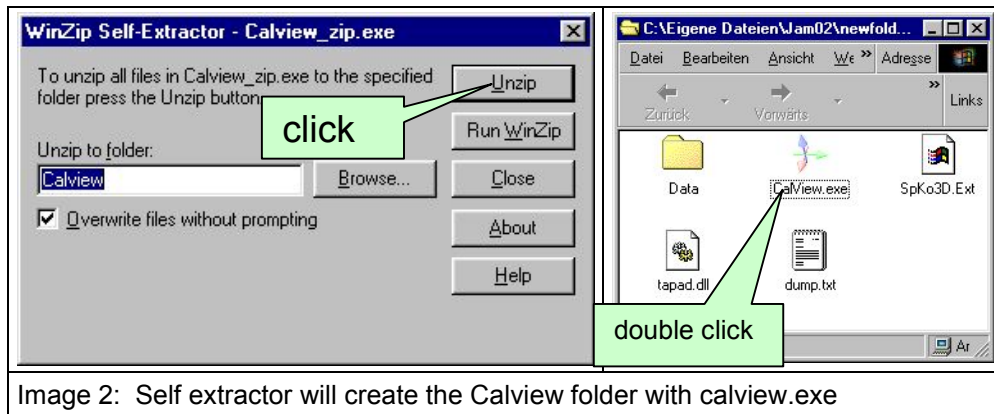 WinZip Self-Extractor - Calview_zip.exe
To unzip all files in Calview_zip.exe to the specified
folder press the Unzip button
Unzip
click
Run WinZip
Unzip to folder:
Calview
Browse...
Close
Overwrite files without prompting
About
Help
C:\Eigene Dateien\Jam02\newfold...
Datei Bearbeiten Ansicht We » Adresse
Zurück Vorwärts » Links
Data CalView.exe SpKo3D.Ext
tapad.dll dump.txt
double click
Ar
Image 2: Self extractor will create the Calview folder with calview.exe